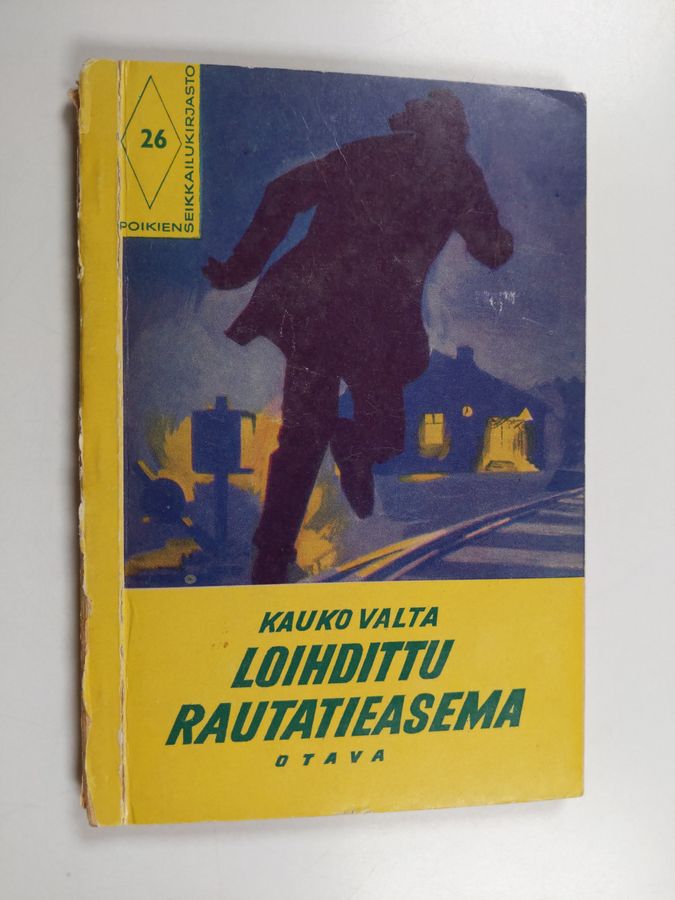 26
POIKIEN
SEIKKAILUKIRJASTO
KAUKO VALTA
LOIHDITTU
RAUTATIEASEMA
OTAVA